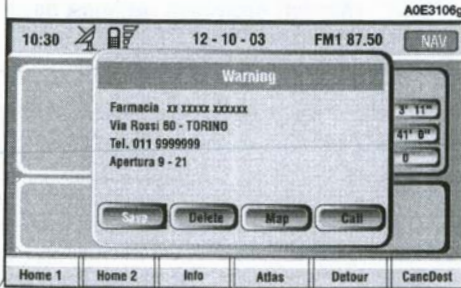 A0E3106g
10:30 12 - 10 - 03 FM1 87.50 NAV
Warning
Farmacia xx xxxxx xxxxxx
Via Rossi 60 - TORINO
Tel. 011 9999999
Apertura 9 - 21
3' 11"
41' 0"
0
Save Delete Map Call
Home 1 Home 2 Info Atlas Detour CancDest